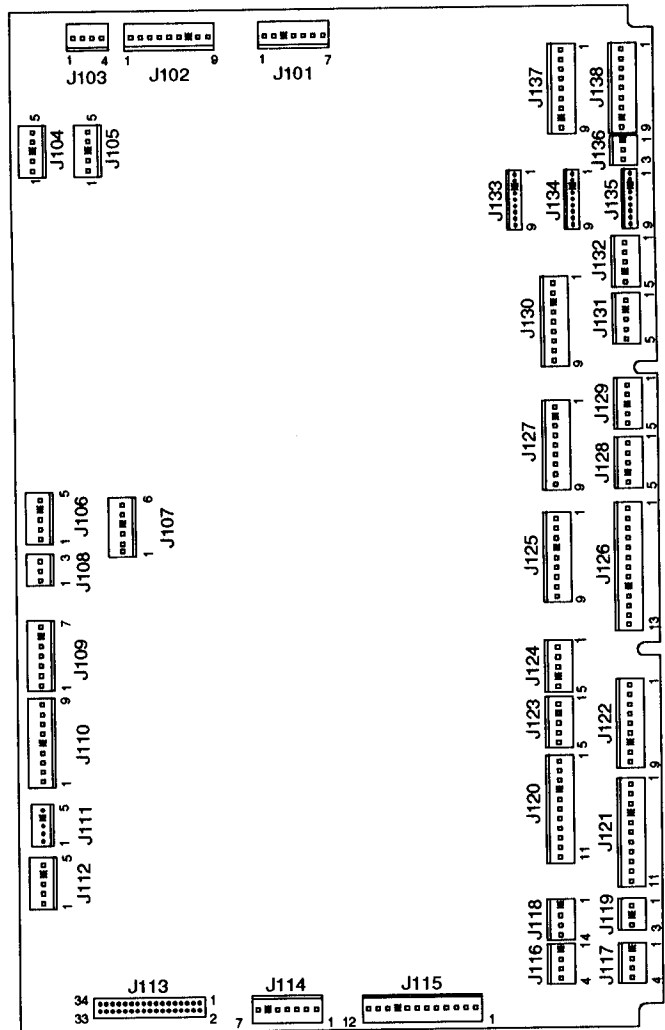 J103
1 4
J102
1 9
J101
1 7
J104
1 5
J105
1 5
J137
1 9
J138
1 9
J136
1 3
J133
1 9
J134
1 9
J135
1 9
J132
1 5
J131
1 5
J130
1 9
J129
1 5
J128
1 5
J127
1 9
J106
1 5
J107
1 6
J108
1 3
J125
1 9
J126
1 13
J109
1 7
J124
1 5
J110
1 9
J123
1 5
J122
1 9
J120
1 11
J121
1 11
J111
1 5
J112
1 5
J118
1 4
J119
1 3
J116
1 4
J117
1 4
J113
34 1
33 2
J114
7 1
J115
12 1